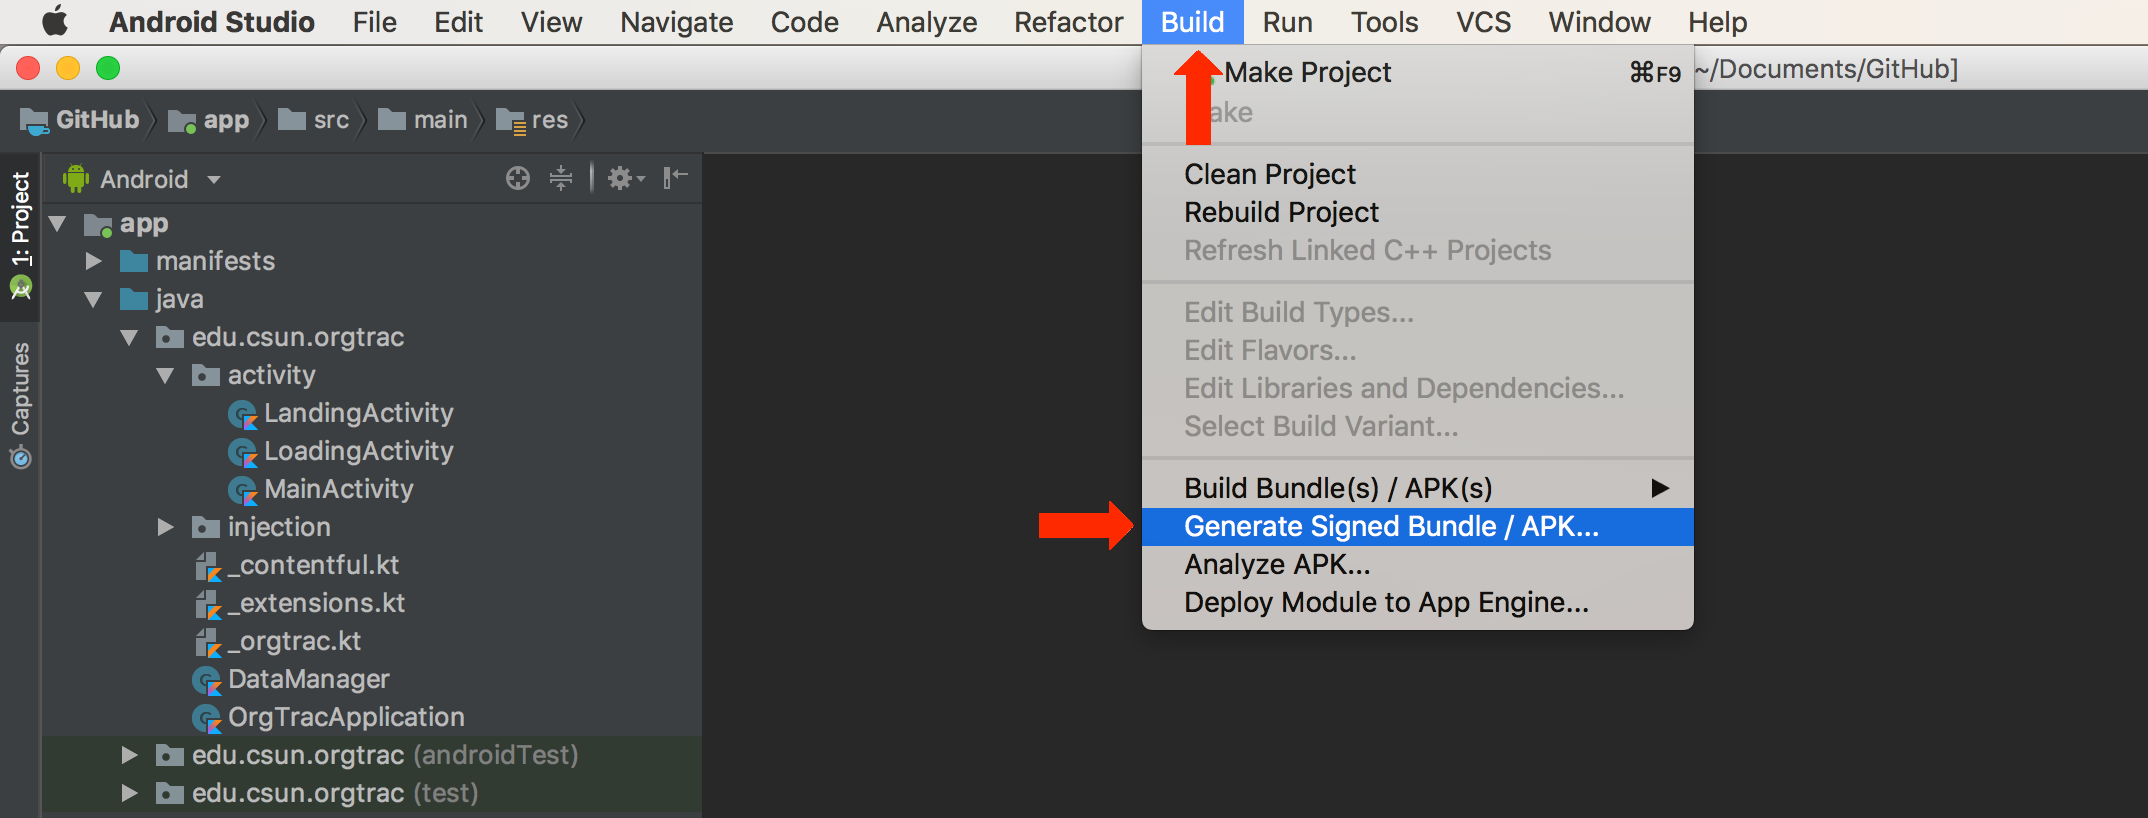 Android Studio File Edit View Navigate Code Analyze Refactor Build Run Tools VCS Window Help
~/Documents/GitHub]
GitHub app src main res
Android
1: Project
Captures
app
manifests
java
edu.csun.orgtrac
activity
LandingActivity
LoadingActivity
MainActivity
injection
_contentful.kt
_extensions.kt
_orgtrac.kt
DataManager
OrgTracApplication
edu.csun.orgtrac (androidTest)
edu.csun.orgtrac (test)
Make Project ⌘F9
ake
Clean Project
Rebuild Project
Refresh Linked C++ Projects
Edit Build Types...
Edit Flavors...
Edit Libraries and Dependencies...
Select Build Variant...
Build Bundle(s) / APK(s)
Generate Signed Bundle / APK...
Analyze APK...
Deploy Module to App Engine...